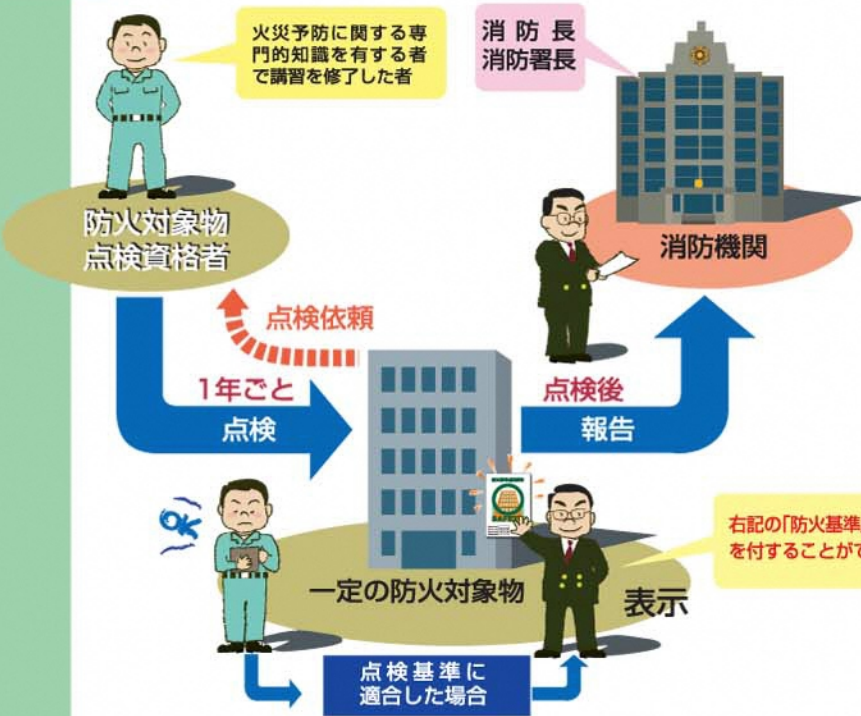 火災予防に関する専
門的知識を有する者
で講習を修了した者
消防長
消防署長
防火対象物
点検資格者
消防機関
点検依頼
1年ごと
点検
点検後
報告
OK
右記の「防火基準
を付することがで
一定の防火対象物
表示
点検基準に
適合した場合